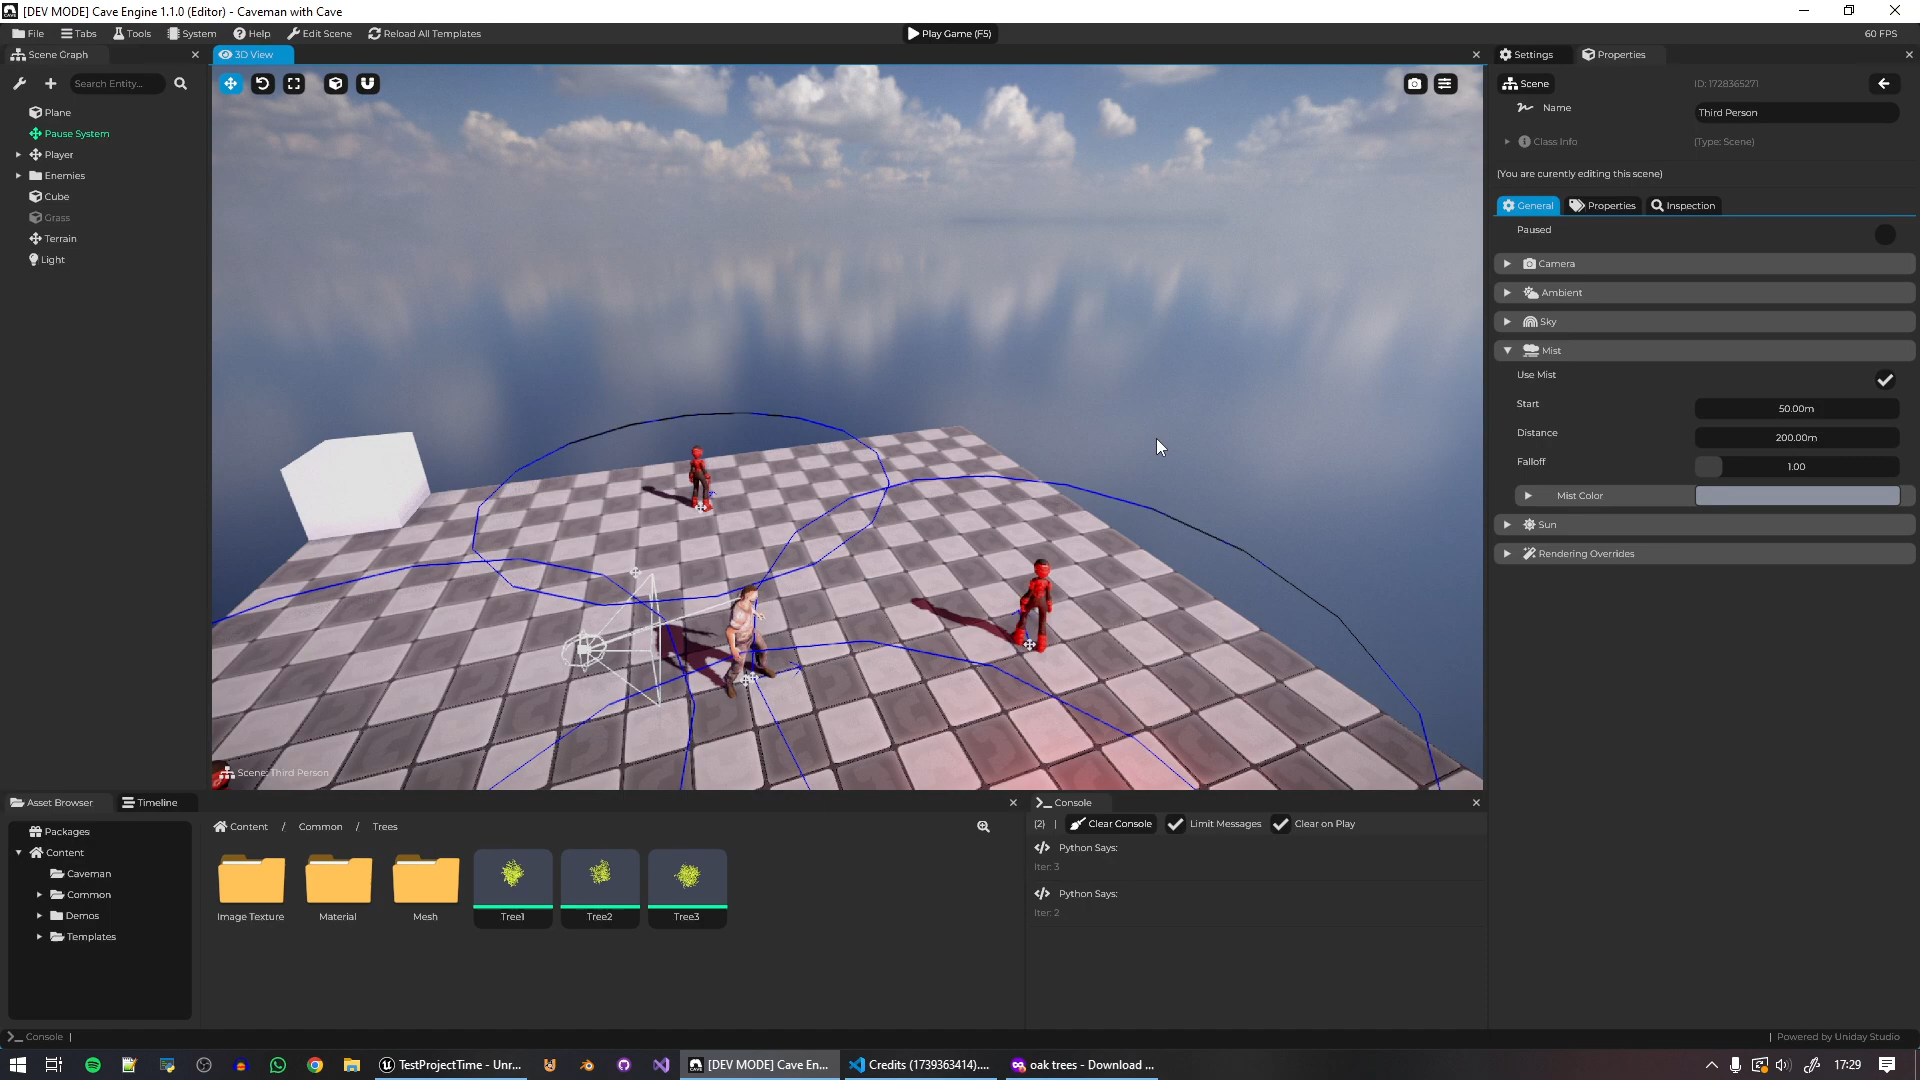 [DEV MODE] Cave Engine 1.1.0 (Editor) - Caveman with Cave
File Tabs Tools System Help Edit Scene Reload All Templates Play Game (F5) 60 FPS
Scene Graph
3D View
Settings Properties
Search Entity...
Scene ID: 1728365271
Name Third Person
Class Info (Type: Scene)
(You are curently editing this scene)
General Properties Inspection
Paused
Camera
Ambient
Sky
Mist
Use Mist
Start 50.00m
Distance 200.00m
Falloff 1.00
Mist Color
Sun
Rendering Overrides
Plane
Pause System
Player
Enemies
Cube
Grass
Terrain
Light
Scene: Third Person
Asset Browser Timeline
Packages
Content
Caveman
Common
Demos
Templates
Content / Common / Trees
Image Texture Material Mesh Tree1 Tree2 Tree3
Console
(2) | Clear Console Limit Messages Clear on Play
Python Says:
Iter: 3
Python Says:
Iter: 2
Console | | Powered by Uniday Studio
TestProjectTime - Unr... [DEV MODE] Cave En... Credits (1739363414).... oak trees - Download ... 17:29